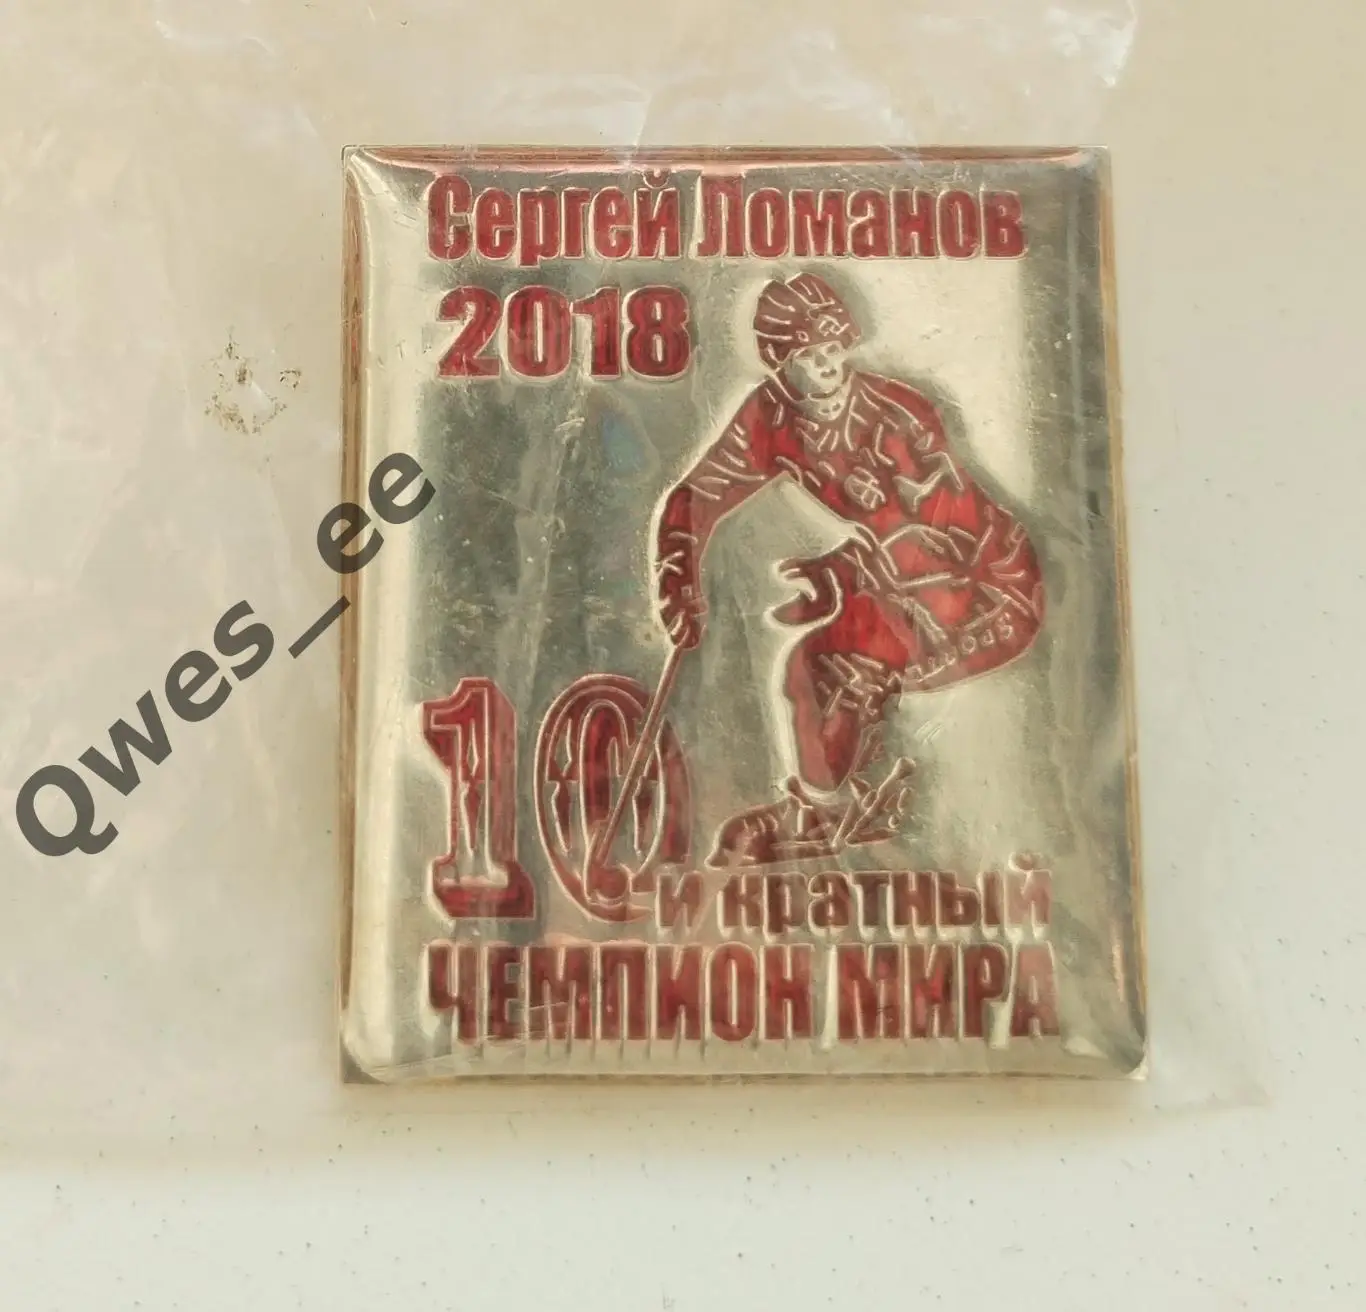 Сергей Ломанов
2018
10
и кратный
ЧЕМПИОН МИРА
Qwes_ee